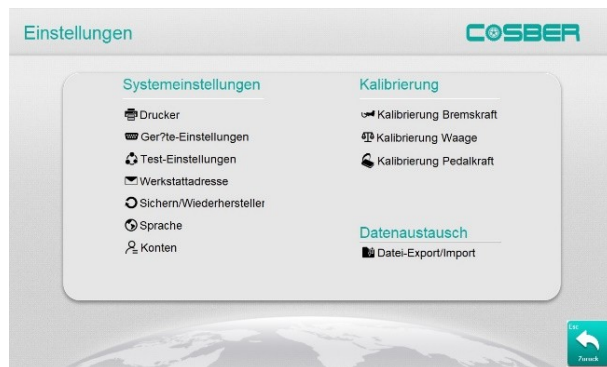 Einstellungen
COSBER
Systemeinstellungen
Drucker
Ger?te-Einstellungen
Test-Einstellungen
Werkstattadresse
Sichern/Wiederhersteller
Sprache
Konten
Kalibrierung
Kalibrierung Bremskraft
Kalibrierung Waage
Kalibrierung Pedalkraft
Datenaustausch
Datei-Export/Import
Esc
Zurück